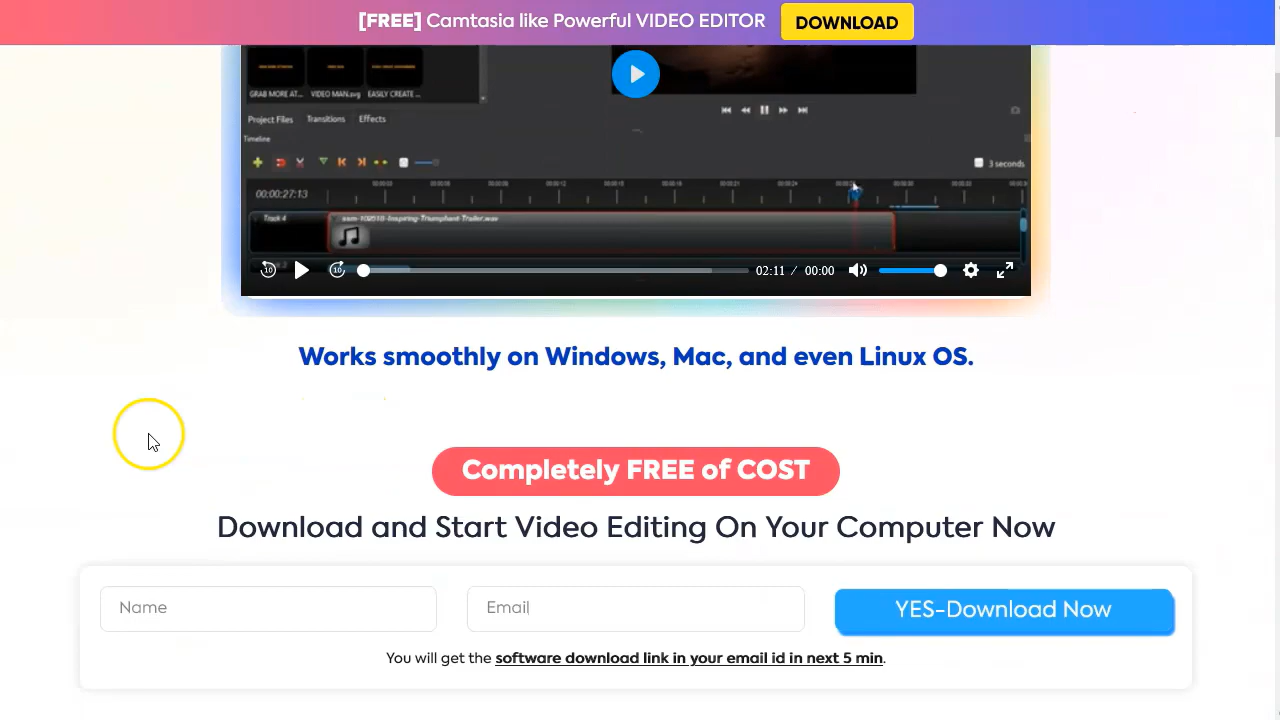 [FREE] Camtasia like Powerful VIDEO EDITOR DOWNLOAD
GRAB MORE AT... VIDEO MAN.svg EASILY CREATE ...
Project Files Transitions Effects
Timeline
3 seconds
00:00:27:13
Track 4
02:11 / 00:00
Works smoothly on Windows, Mac, and even Linux OS.
Completely FREE of COST
Download and Start Video Editing On Your Computer Now
Name Email YES-Download Now
You will get the software download link in your email id in next 5 min.